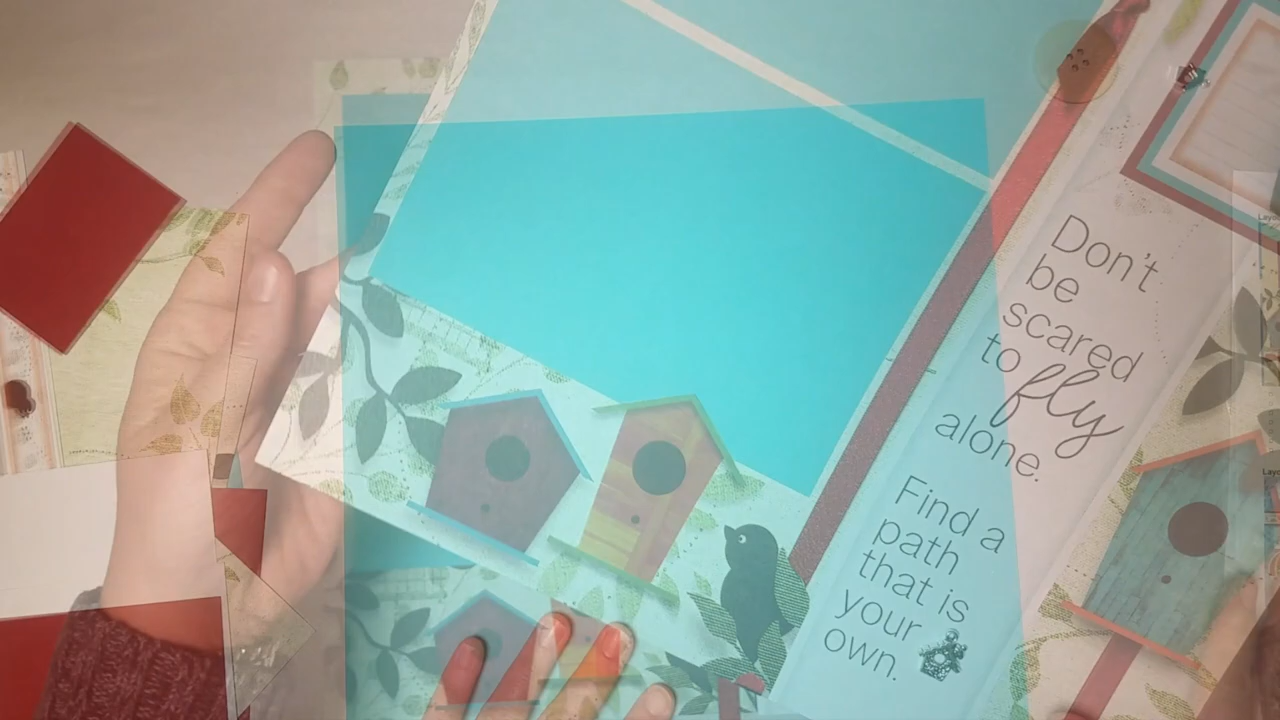 Don't
be
scared
to fly
alone.
Find a
path
that is
your
own.